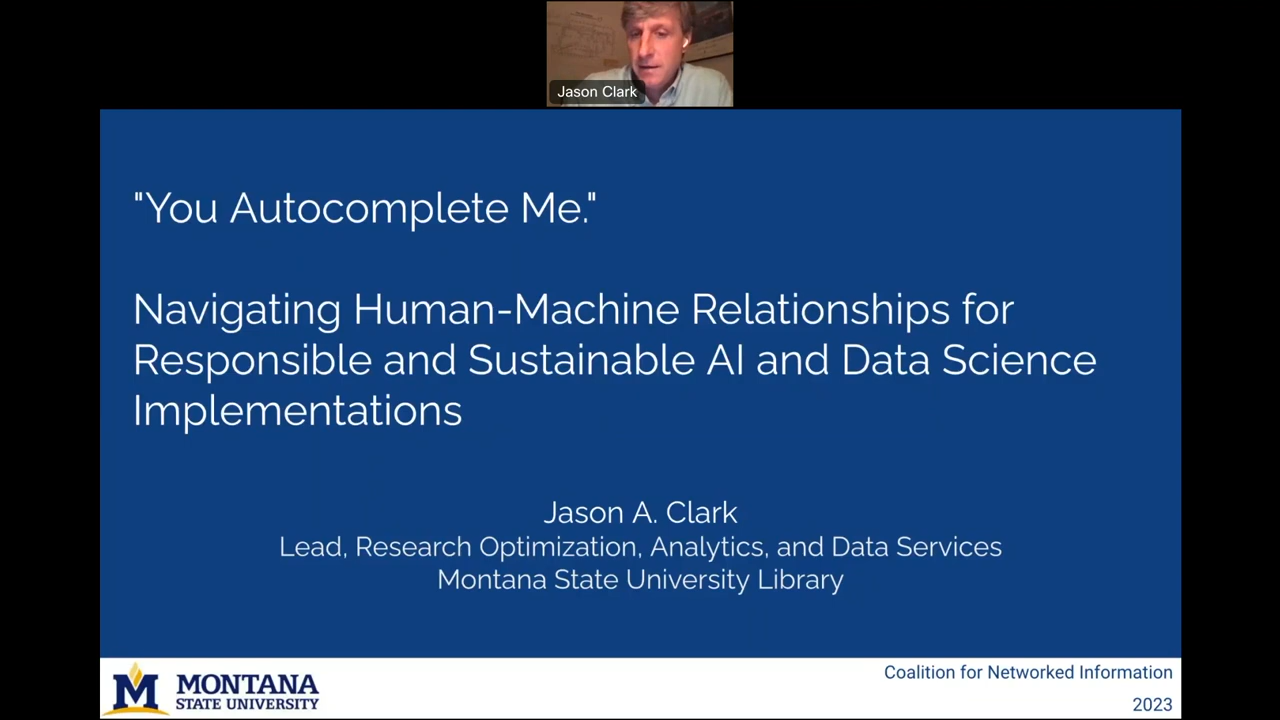 Jason Clark
"You Autocomplete Me."
Navigating Human-Machine Relationships for
Responsible and Sustainable AI and Data Science
Implementations
Jason A. Clark
Lead, Research Optimization, Analytics, and Data Services
Montana State University Library
M MONTANA
STATE UNIVERSITY
Coalition for Networked Information
2023